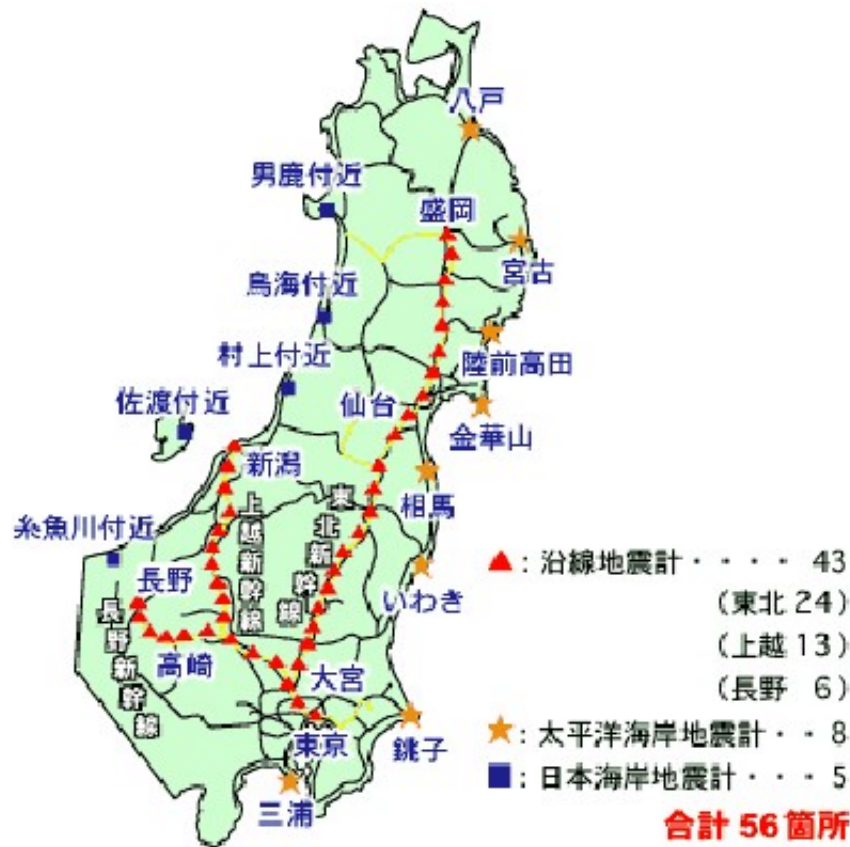 八戸
男鹿付近
盛岡
宮古
鳥海付近
陸前高田
村上付近
佐渡付近
仙台
金華山
新潟
相馬
糸魚川付近
上越新幹線
東北新幹線
長野
いわき
長野新幹線
高崎
大宮
東京
銚子
三浦
▲：沿線地震計・・・・ 43
（東北 24）
（上越 13）
（長野 6）
★：太平洋海岸地震計・・ 8
■：日本海岸地震計・・・ 5
合計 56 箇所